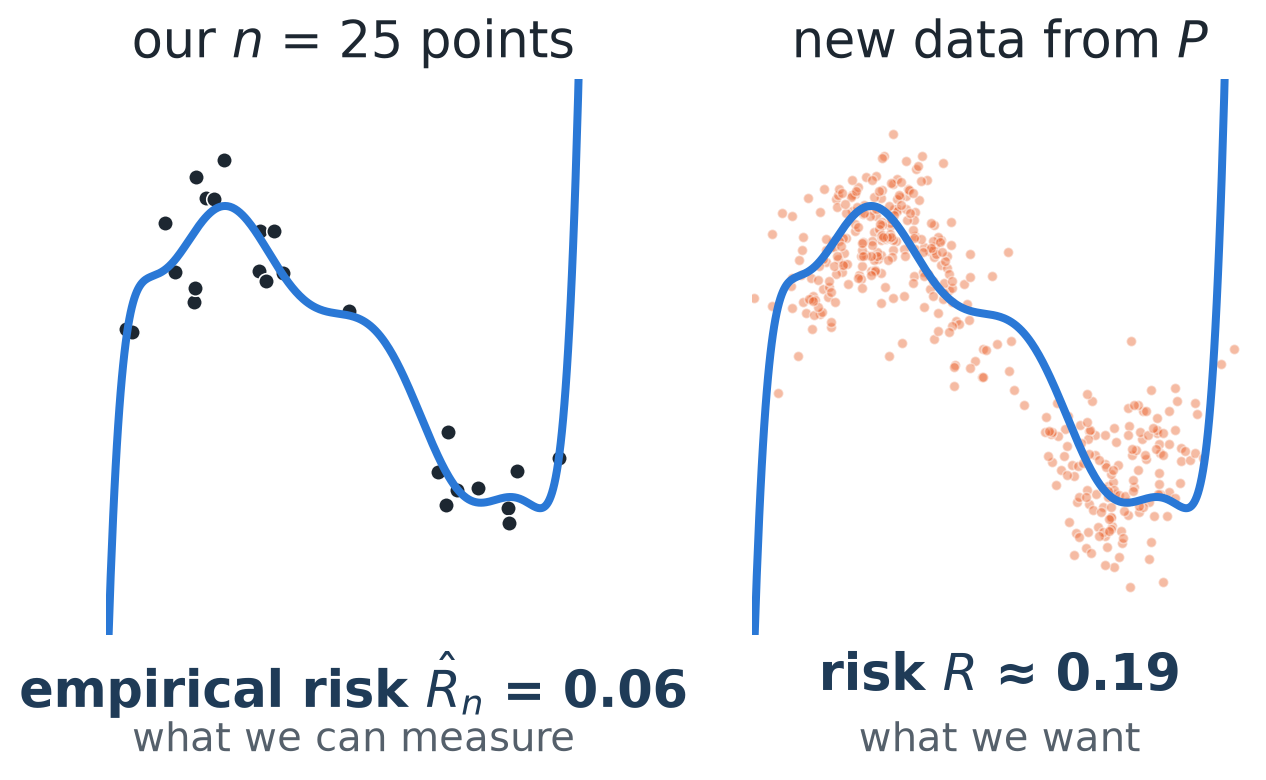 our n = 25 points
new data from P
empirical risk R̂ₙ = 0.06
what we can measure
risk R ≈ 0.19
what we want